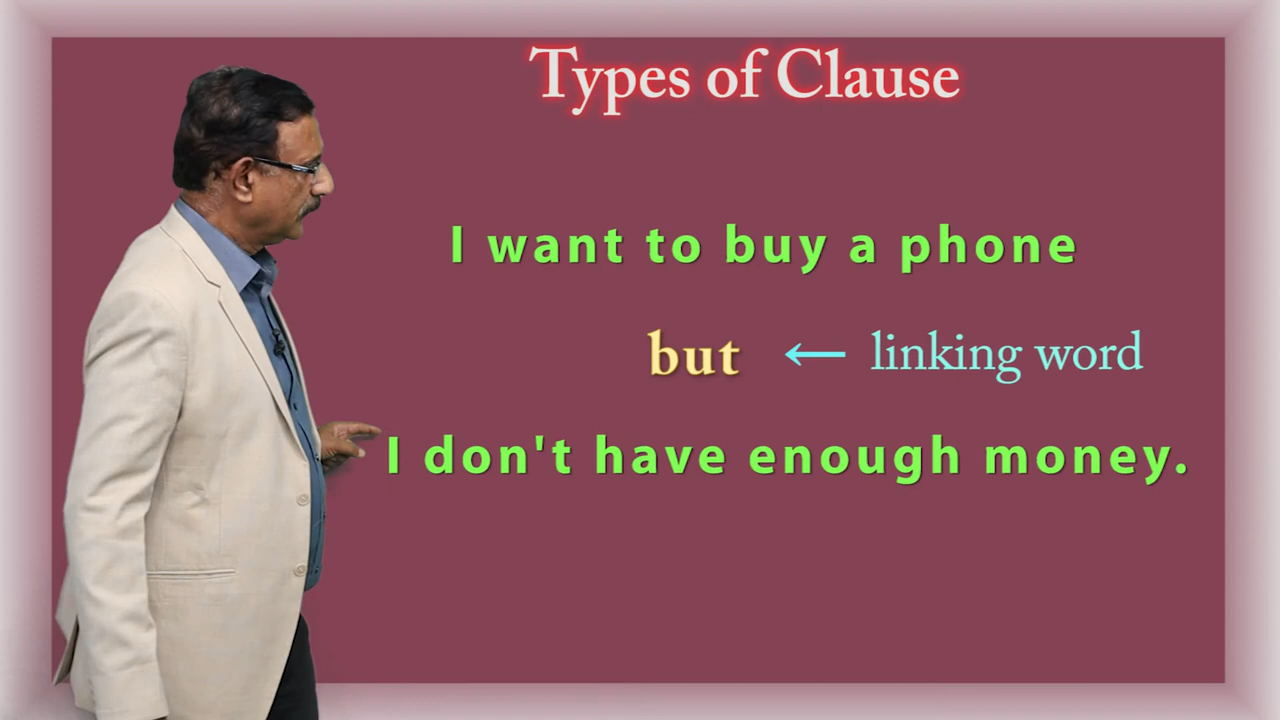 Types of Clause
I want to buy a phone
but ← linking word
I don't have enough money.